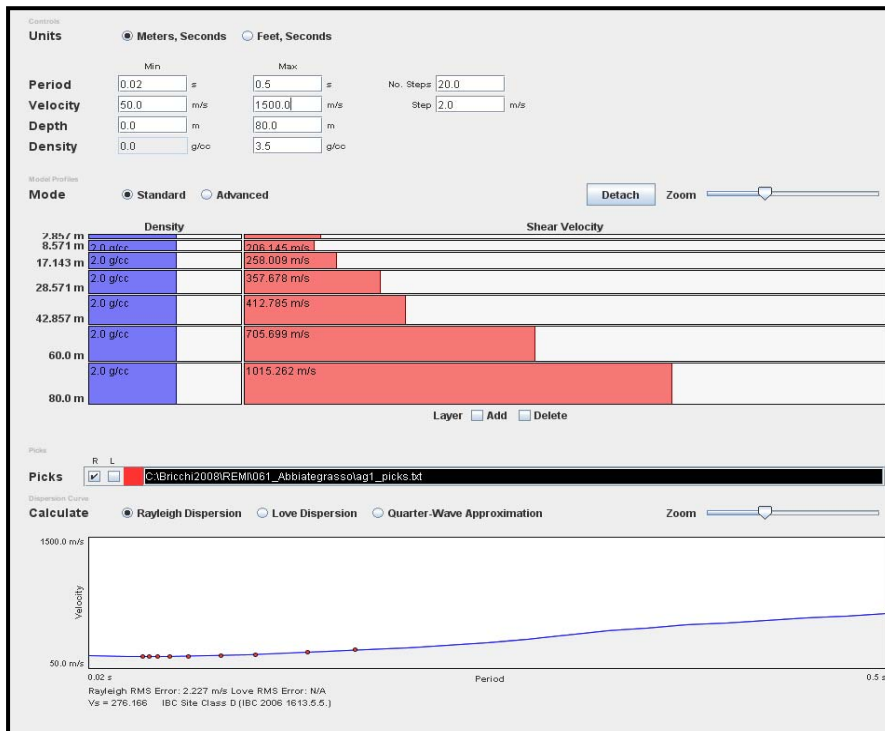 Controls
Units Meters, Seconds Feet, Seconds
Min Max
Period 0.02 s 0.5 s No. Steps 20.0
Velocity 50.0 m/s 1500.0 m/s Step 2.0 m/s
Depth 0.0 m 80.0 m
Density 0.0 g/cc 3.5 g/cc
Model Profiles
Mode Standard Advanced Detach Zoom
Density Shear Velocity
2.857 m
8.571 m 2.0 g/cc 206.145 m/s
17.143 m 2.0 g/cc 258.009 m/s
28.571 m 2.0 g/cc 357.678 m/s
42.857 m 2.0 g/cc 412.785 m/s
60.0 m 2.0 g/cc 705.699 m/s
80.0 m 2.0 g/cc 1015.262 m/s
Layer Add Delete
Picks
R L
Picks C:\Bricchi2008\REMI\061_Abbiategrasso\ag1_picks.txt
Dispersion Curve
Calculate Rayleigh Dispersion Love Dispersion Quarter-Wave Approximation Zoom
1500.0 m/s
Velocity
50.0 m/s
0.02 s Period 0.5 s
Rayleigh RMS Error: 2.227 m/s Love RMS Error: N/A
Vs = 276.166 IBC Site Class D (IBC 2006 1613.5.5.)